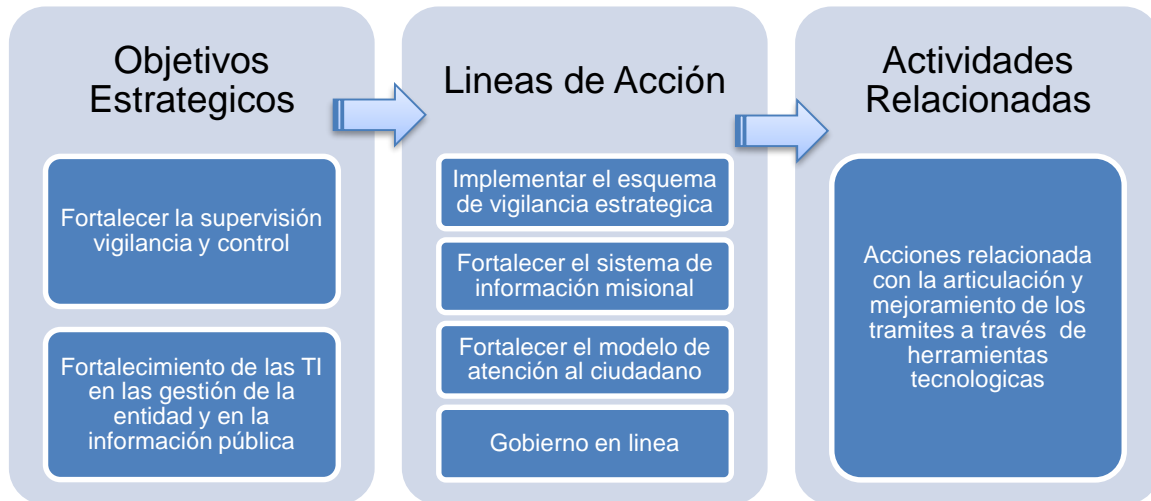 Objetivos
Estrategicos
Fortalecer la supervisión
vigilancia y control
Fortalecimiento de las TI
en las gestión de la
entidad y en la
información pública
Lineas de Acción
Implementar el esquema
de vigilancia estrategica
Fortalecer el sistema de
información misional
Fortalecer el modelo de
atención al ciudadano
Gobierno en linea
Actividades
Relacionadas
Acciones relacionada
con la articulación y
mejoramiento de los
tramites a través de
herramientas
tecnologicas